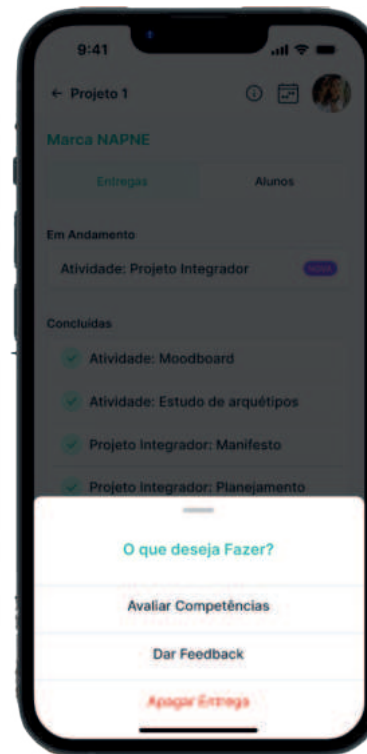 9:41
← Projeto 1
Marca NAPNE
Entregas Alunos
Em Andamento
Atividade: Projeto Integrador NOVA
Concluídas
Atividade: Moodboard
Atividade: Estudo de arquétipos
Projeto Integrador: Manifesto
Projeto Integrador: Planejamento
O que deseja Fazer?
Avaliar Competências
Dar Feedback
Apagar Entrega